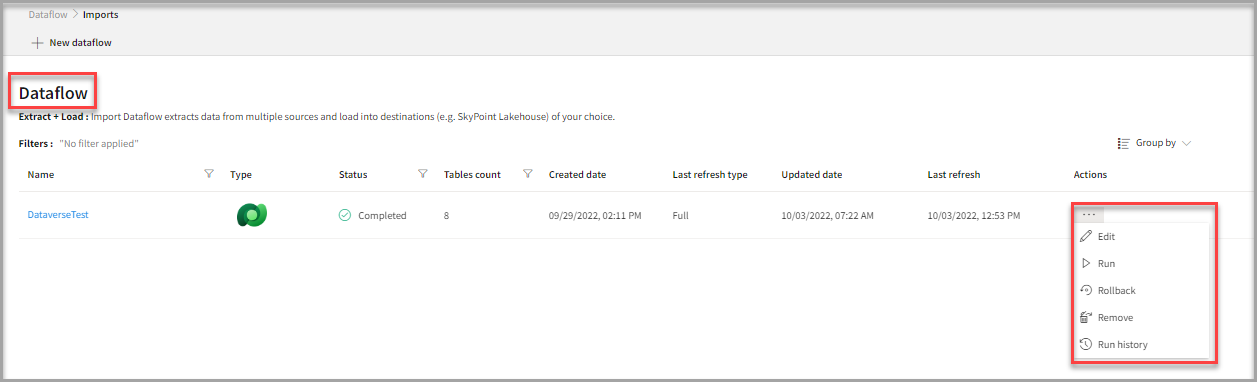 Dataflow > Imports
+ New dataflow
Dataflow
Extract + Load : Import Dataflow extracts data from multiple sources and load into destinations (e.g. SkyPoint Lakehouse) of your choice.
Filters : "No filter applied"
Group by
Name Type Status Tables count Created date Last refresh type Updated date Last refresh Actions
DataverseTest Completed 8 09/29/2022, 02:11 PM Full 10/03/2022, 07:22 AM 10/03/2022, 12:53 PM ...
Edit
Run
Rollback
Remove
Run history